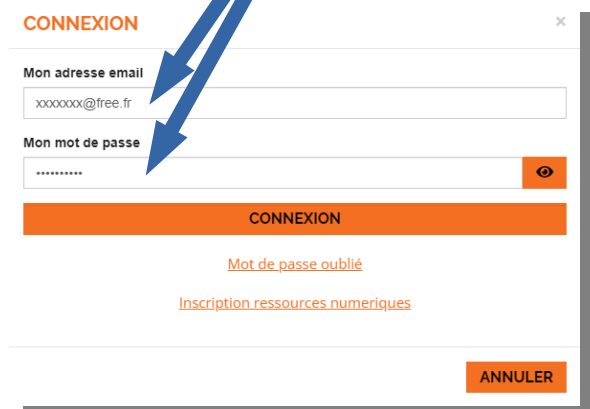 CONNEXION ×
Mon adresse email
xxxxxxx@free.fr
Mon mot de passe
••••••••••
CONNEXION
Mot de passe oublié
Inscription ressources numeriques
ANNULER